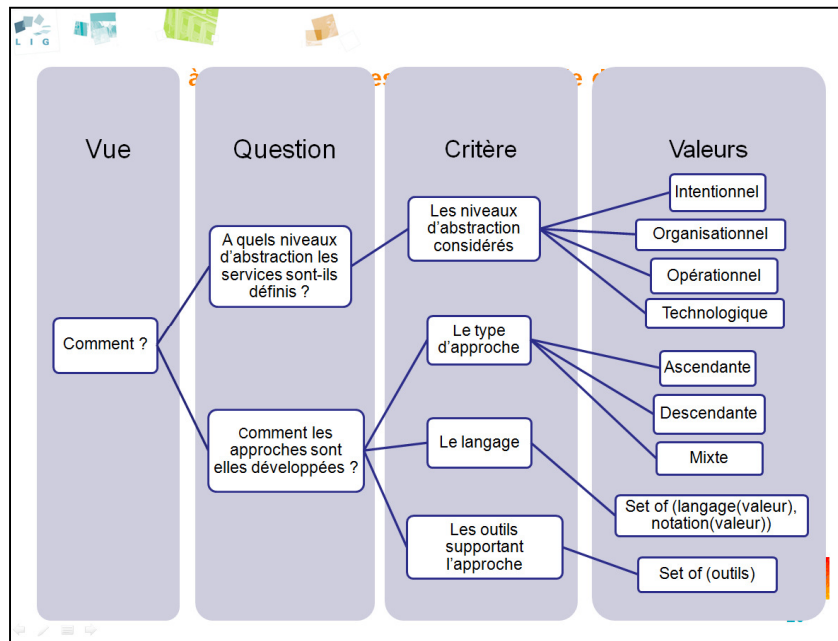 L I G
Vue
Question
Critère
Valeurs
Comment ?
A quels niveaux
d'abstraction les
services sont-ils
définis ?
Comment les
approches sont
elles développées ?
Les niveaux
d'abstraction
considérés
Le type
d'approche
Le langage
Les outils
supportant
l'approche
Intentionnel
Organisationnel
Opérationnel
Technologique
Ascendante
Descendante
Mixte
Set of (langage(valeur),
notation(valeur))
Set of (outils)